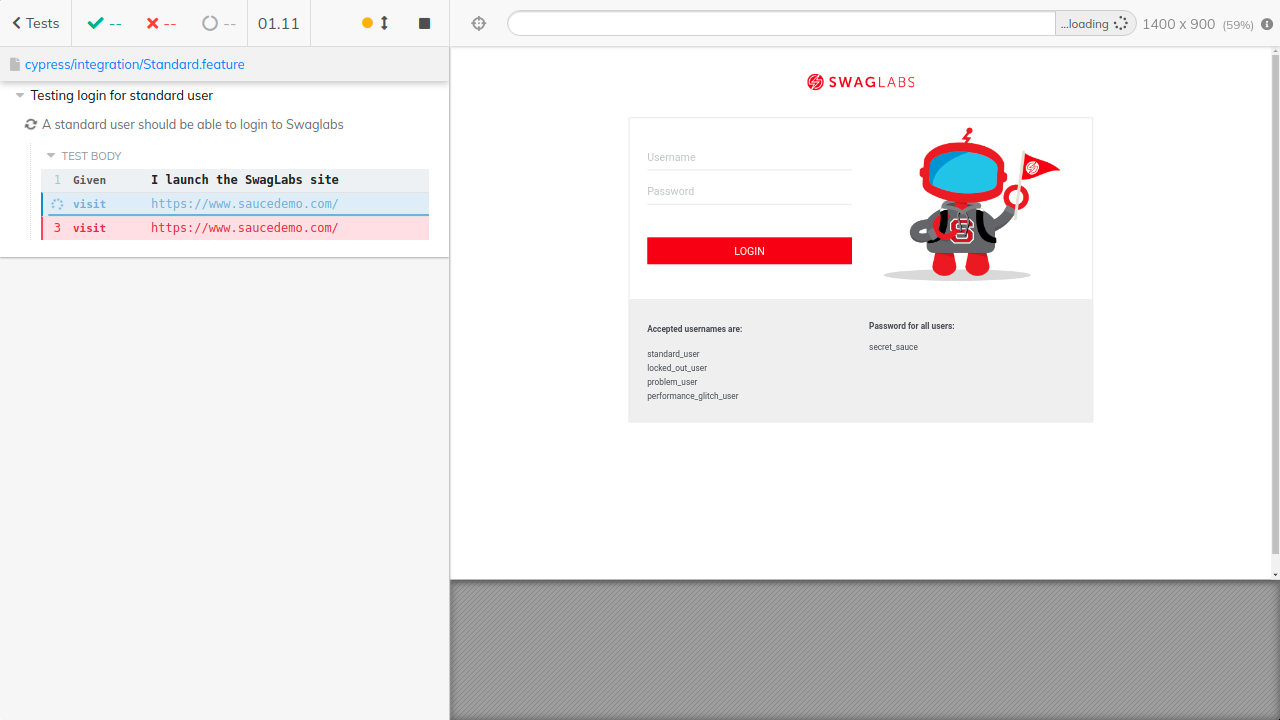 Tests
--
--
--
01.11
...loading
1400 x 900 (59%)
cypress/integration/Standard.feature
Testing login for standard user
A standard user should be able to login to Swaglabs
TEST BODY
1 Given I launch the SwagLabs site
visit https://www.saucedemo.com/
3 visit https://www.saucedemo.com/
SWAGLABS
Username
Password
LOGIN
S
Accepted usernames are:
standard_user
locked_out_user
problem_user
performance_glitch_user
Password for all users:
secret_sauce